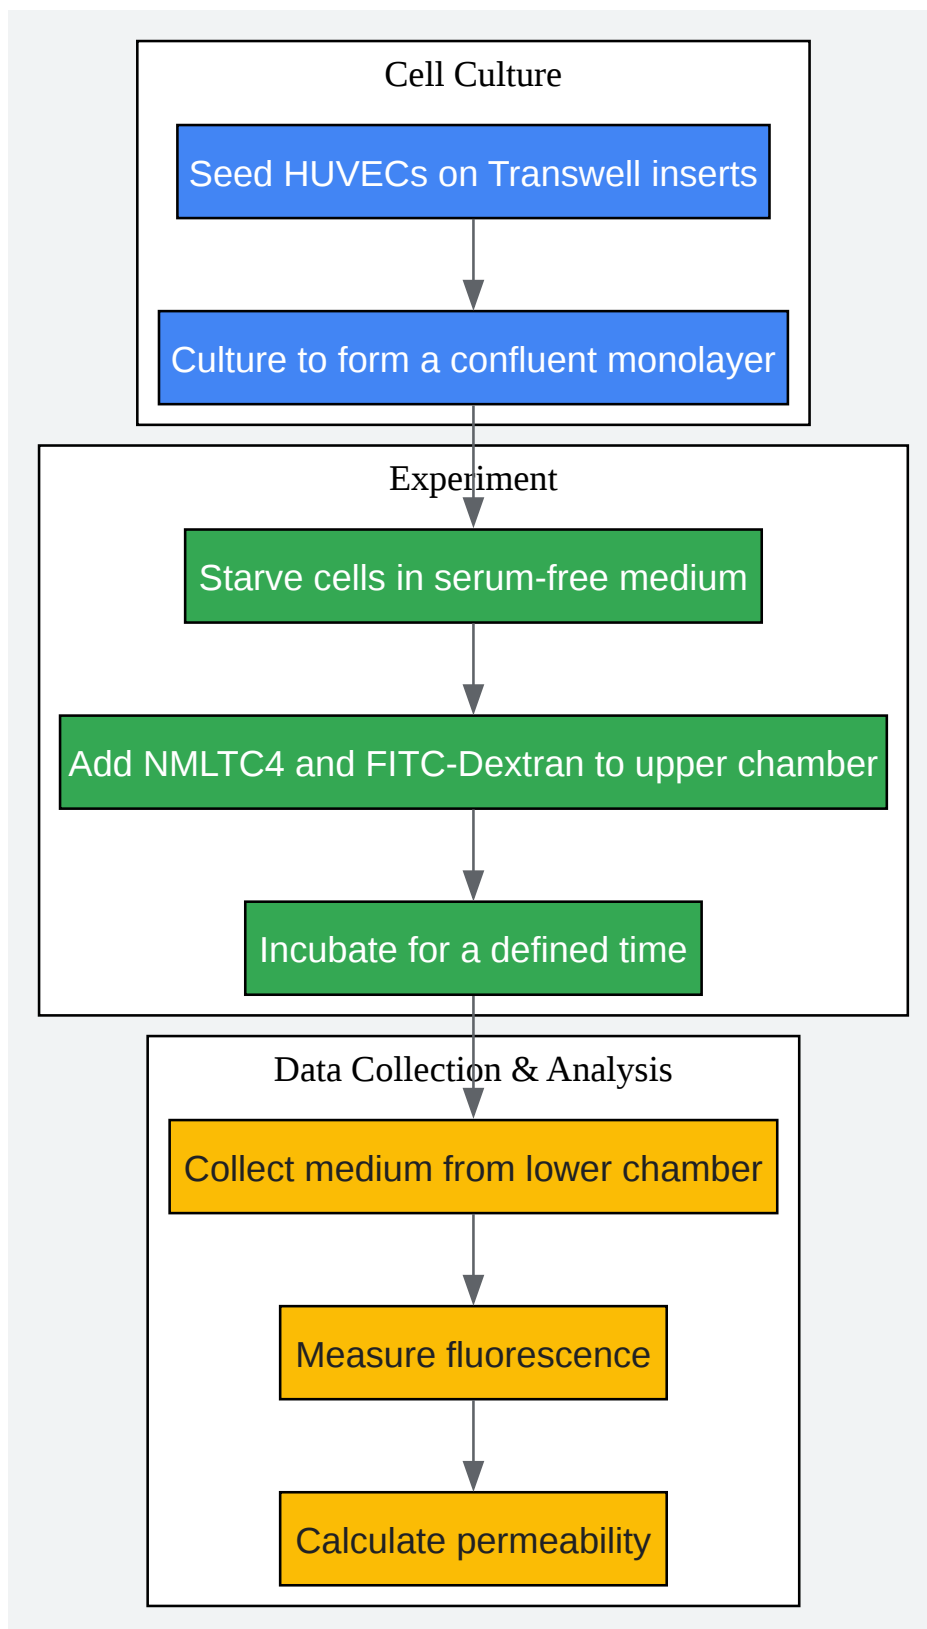 Cell Culture
Seed HUVECs on Transwell inserts
Culture to form a confluent monolayer
Experiment
Starve cells in serum-free medium
Add NMLTC4 and FITC-Dextran to upper chamber
Incubate for a defined time
Data Collection & Analysis
Collect medium from lower chamber
Measure fluorescence
Calculate permeability